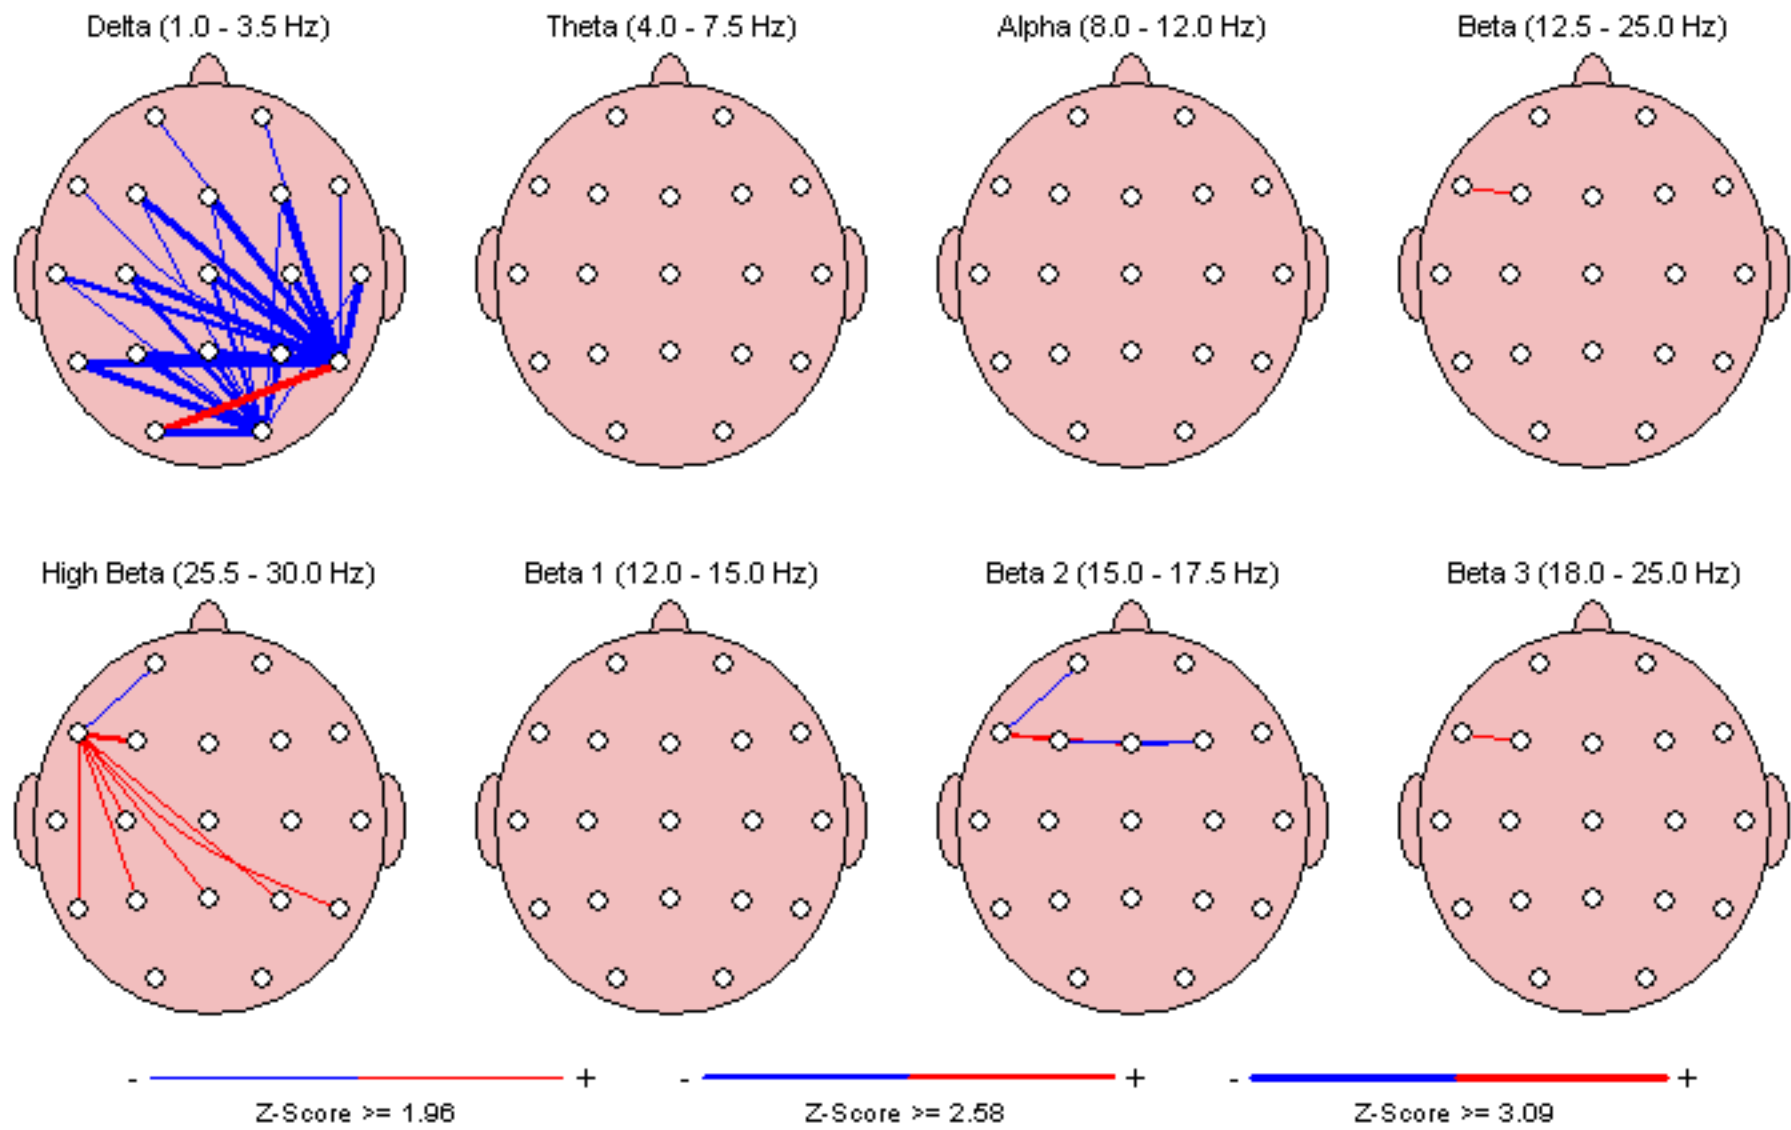 Delta (1.0 - 3.5 Hz) Theta (4.0 - 7.5 Hz) Alpha (8.0 - 12.0 Hz) Beta (12.5 - 25.0 Hz)
High Beta (25.5 - 30.0 Hz) Beta 1 (12.0 - 15.0 Hz) Beta 2 (15.0 - 17.5 Hz) Beta 3 (18.0 - 25.0 Hz)
- + - + - +
Z-Score >= 1.96 Z-Score >= 2.58 Z-Score >= 3.09